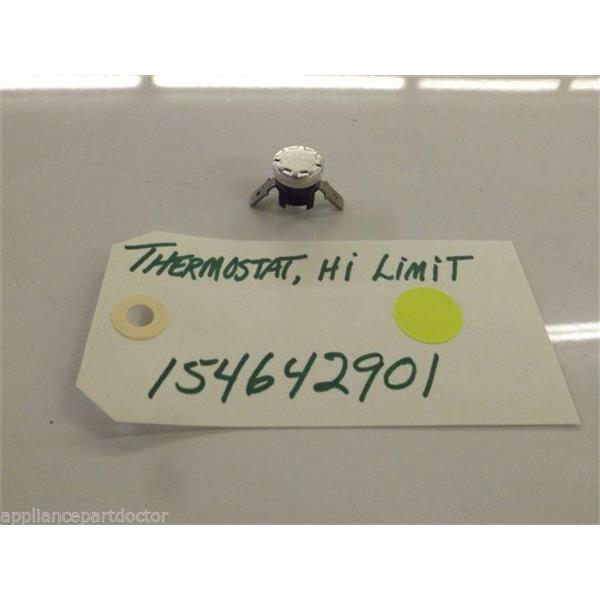 THERMOSTAT, Hi LimiT
154642901
appliancepartdoctor